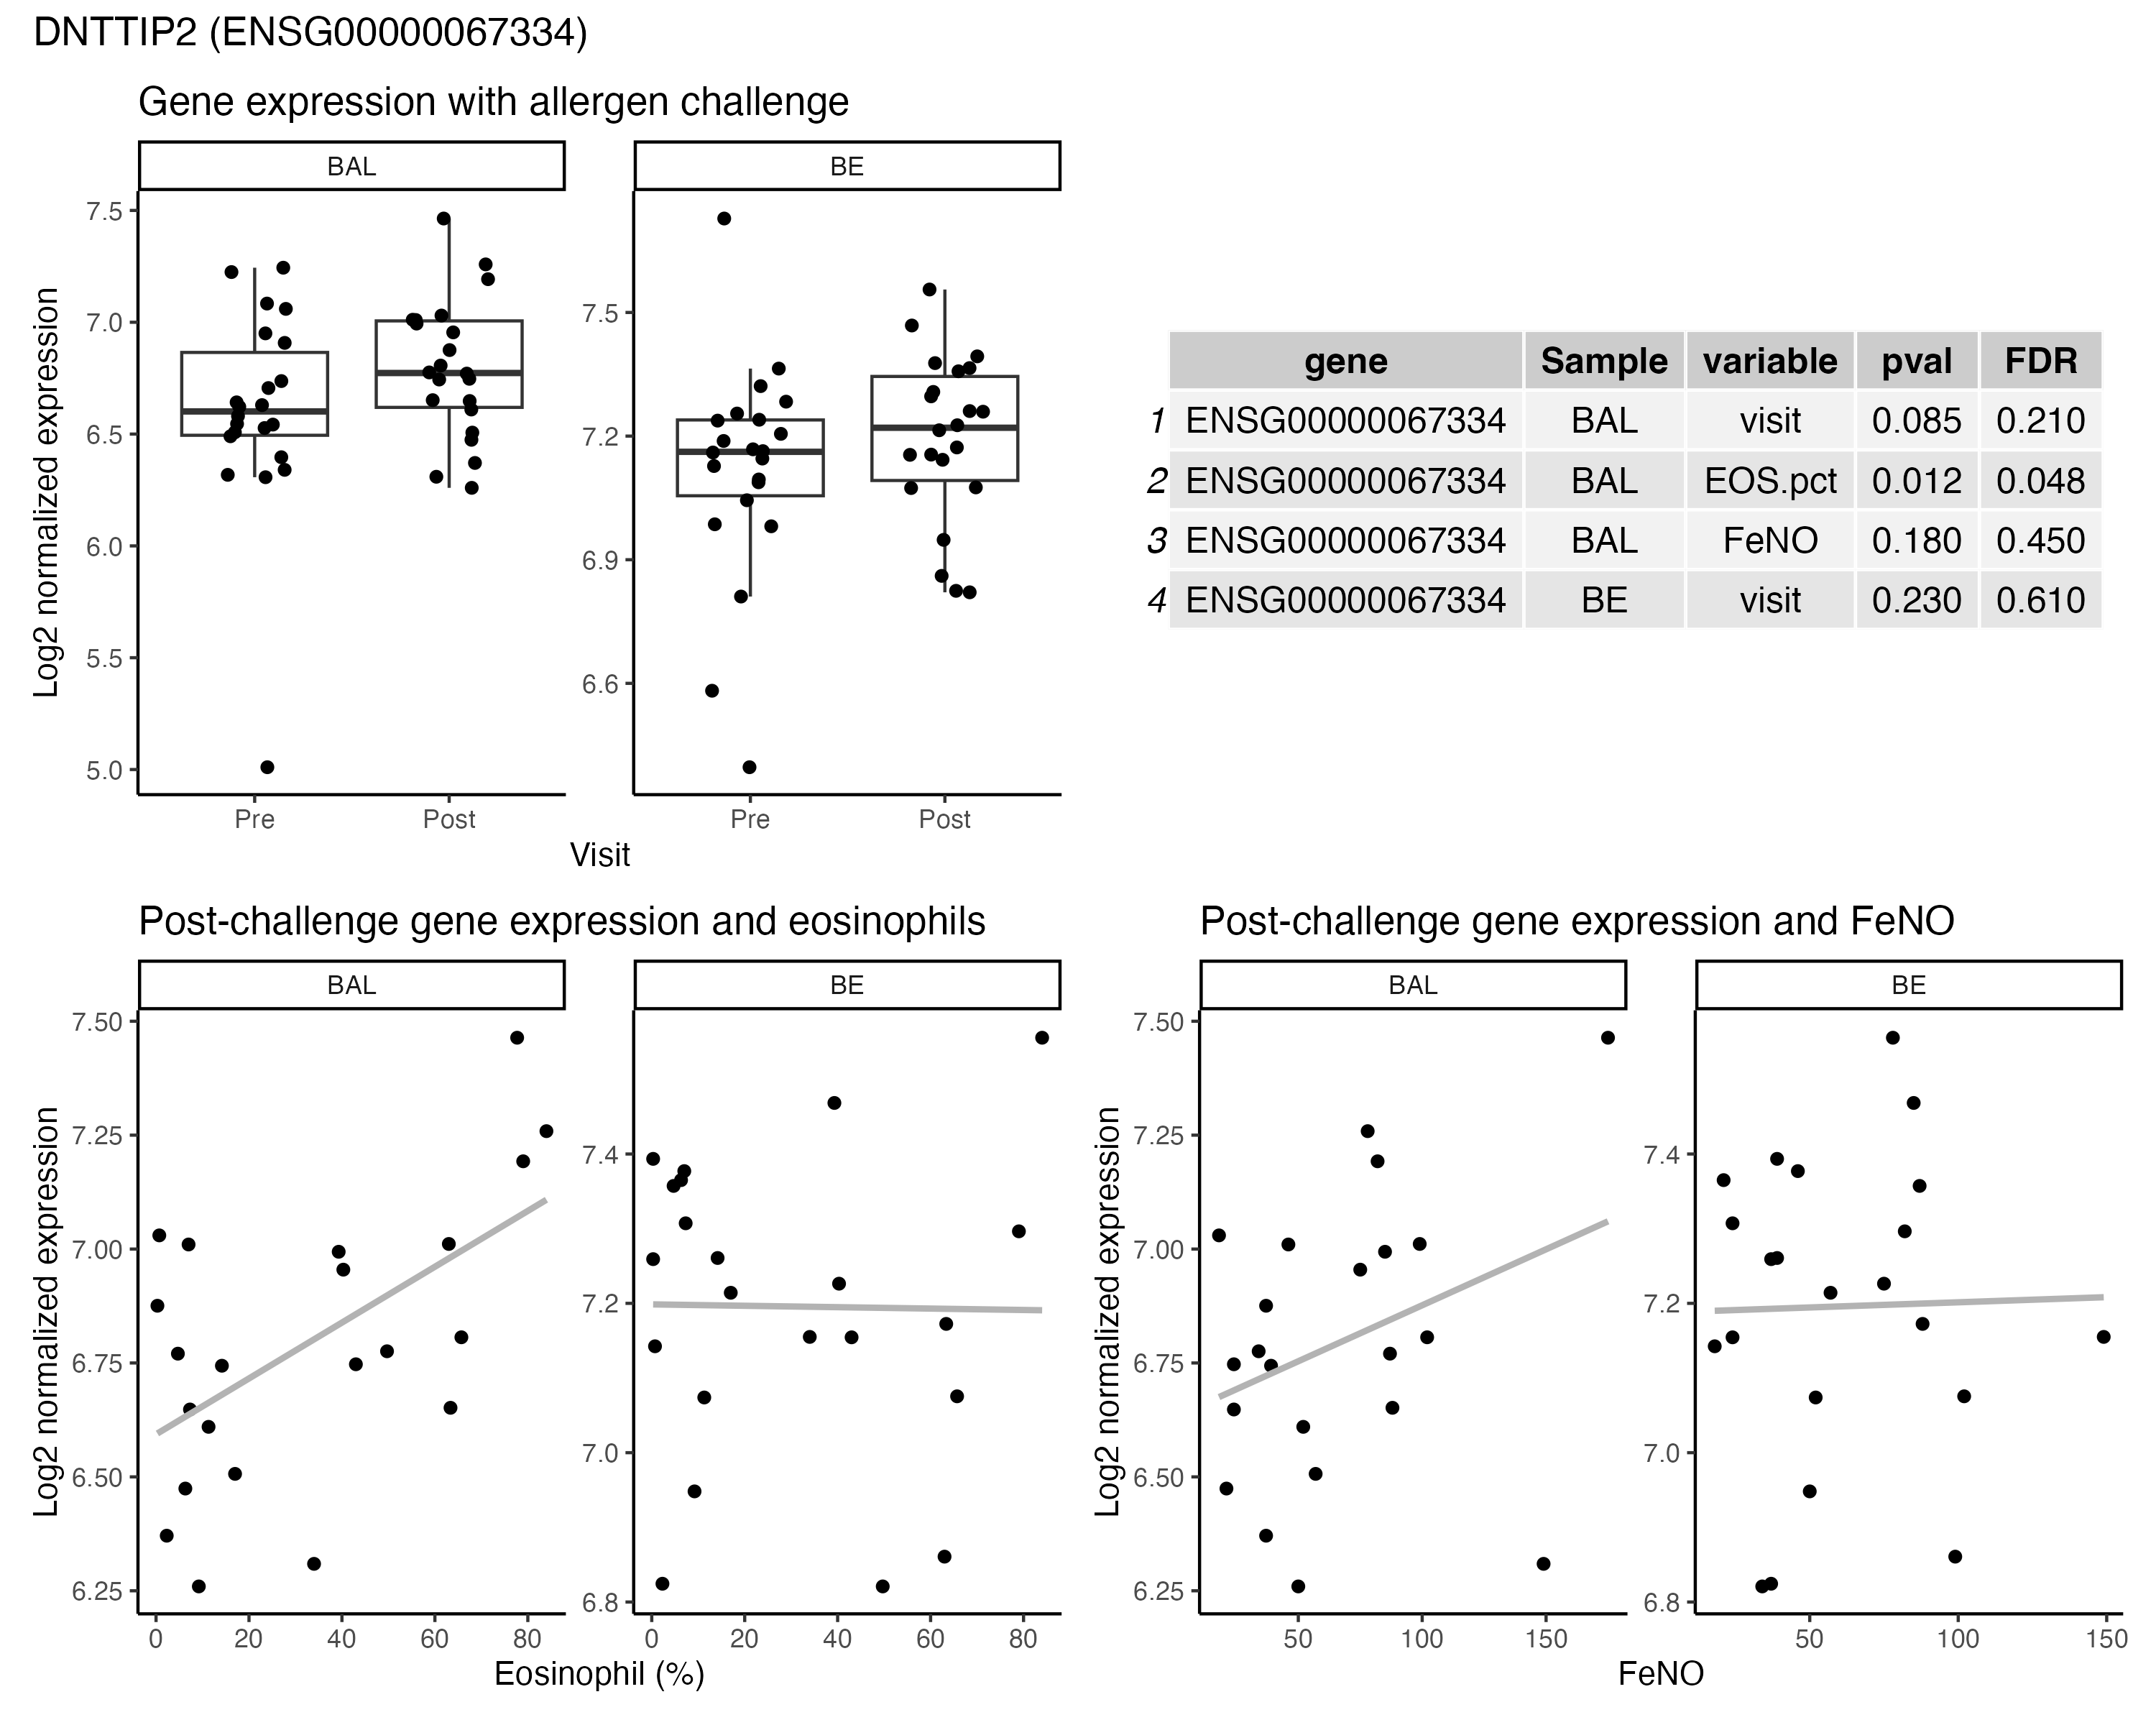 DNTTIP2 (ENSG00000067334)
Gene expression with allergen challenge
BAL
BE
Log2 normalized expression
7.5
7.0
6.5
6.0
5.5
5.0
7.5
7.2
6.9
6.6
Pre
Post
Pre
Post
Visit
gene Sample variable pval FDR
1 ENSG00000067334 BAL visit 0.085 0.210
2 ENSG00000067334 BAL EOS.pct 0.012 0.048
3 ENSG00000067334 BAL FeNO 0.180 0.450
4 ENSG00000067334 BE visit 0.230 0.610
Post-challenge gene expression and eosinophils
BAL
BE
Log2 normalized expression
7.50
7.25
7.00
6.75
6.50
6.25
7.4
7.2
7.0
6.8
0 20 40 60 80
0 20 40 60 80
Eosinophil (%)
Post-challenge gene expression and FeNO
BAL
BE
Log2 normalized expression
7.50
7.25
7.00
6.75
6.50
6.25
7.4
7.2
7.0
6.8
50 100 150
50 100 150
FeNO